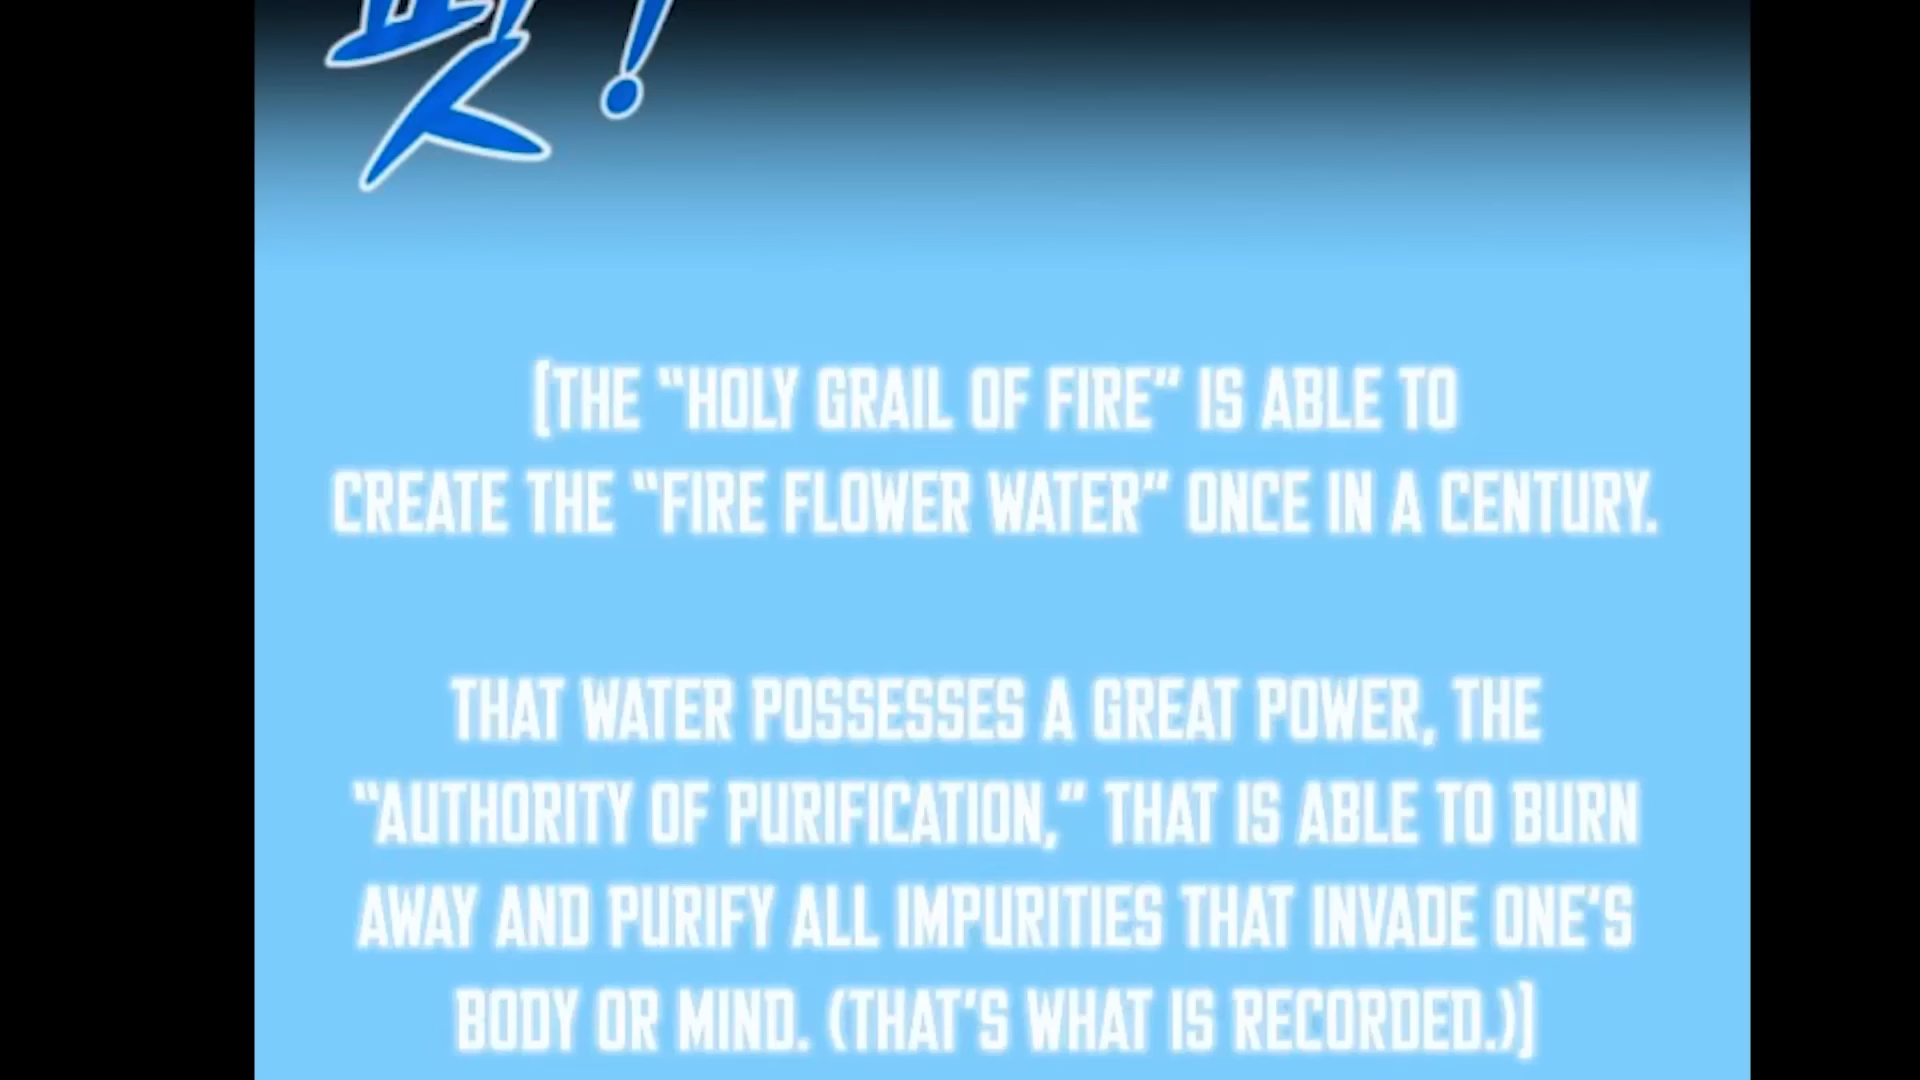 [THE “HOLY GRAIL OF FIRE” IS ABLE TO
CREATE THE “FIRE FLOWER WATER” ONCE IN A CENTURY.
THAT WATER POSSESSES A GREAT POWER, THE
“AUTHORITY OF PURIFICATION,” THAT IS ABLE TO BURN
AWAY AND PURIFY ALL IMPURITIES THAT INVADE ONE’S
BODY OR MIND. (THAT’S WHAT IS RECORDED.)]